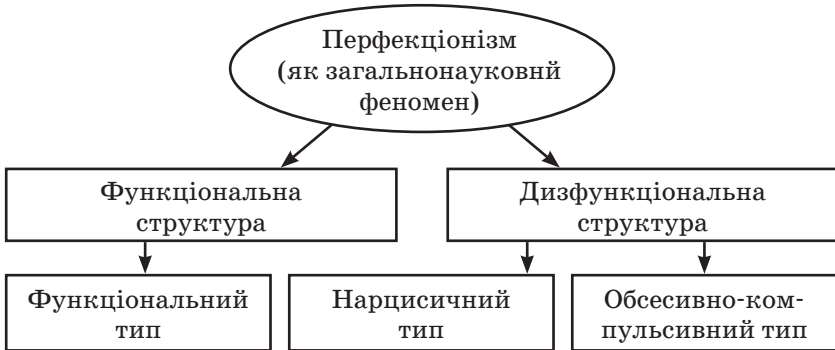 Перфекціонізм
(як загальнонауковнй
феномен)
Функціональна
структура
Дизфункціональна
структура
Функціональний
тип
Нарцисичний
тип
Обсесивно-ком-
пульсивний тип